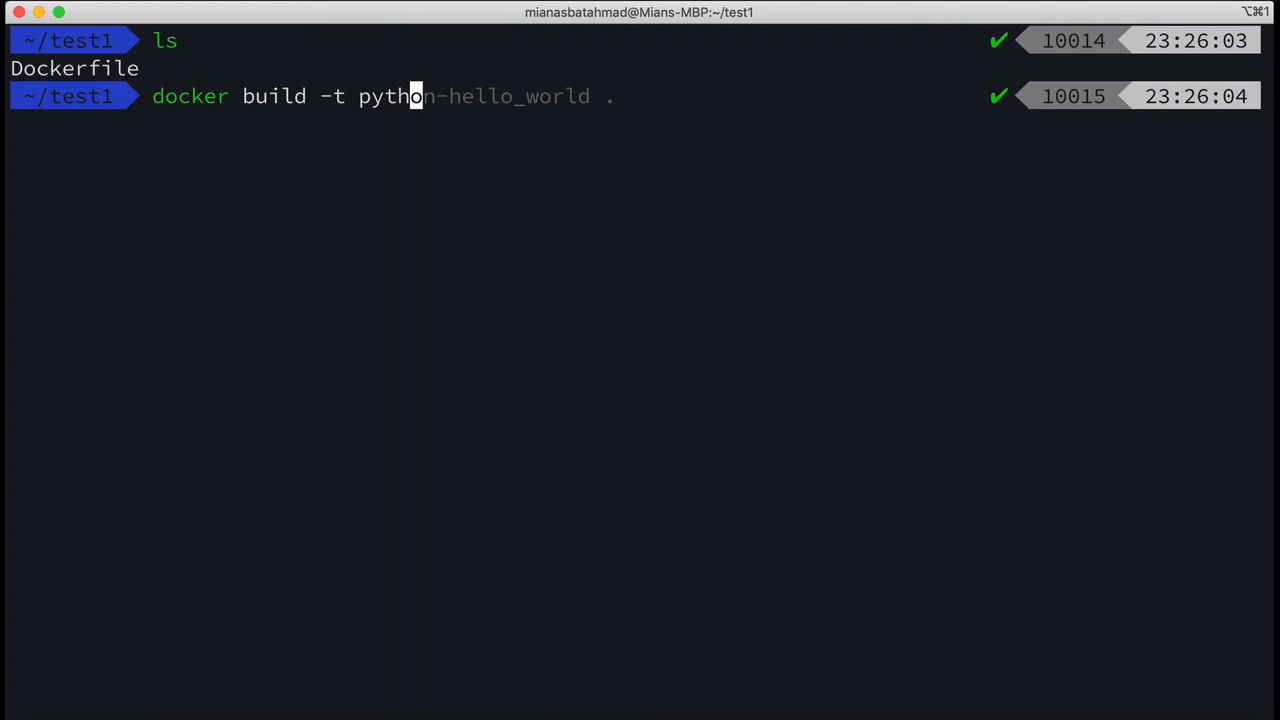 mianasbatahmad@Mians-MBP:~/test1 ⌥⌘1
~/test1 ls ✔ 10014 23:26:03
Dockerfile
~/test1 docker build -t python-hello_world . ✔ 10015 23:26:04